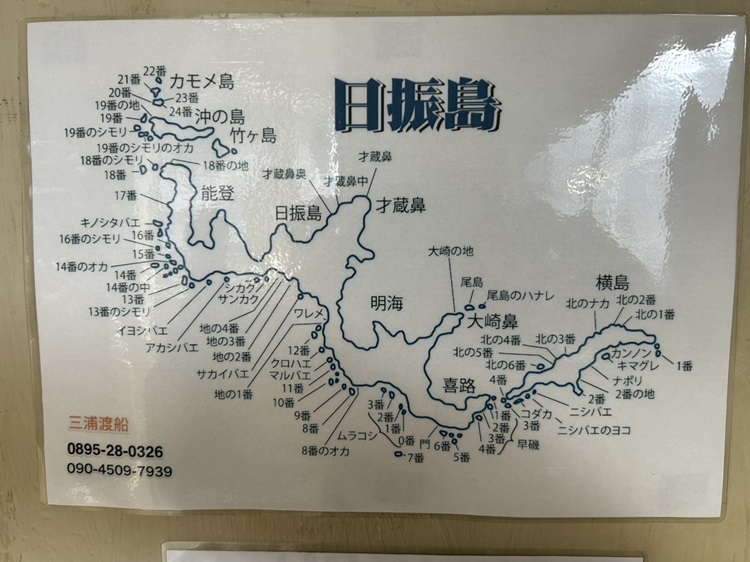 日振島
22番
21番
カモメ島
20番
23番
19番の地
24番
沖の島
19番
竹ヶ島
19番のシモリ
19番のシモリのオカ
18番のシモリ
18番の地
18番
才蔵鼻
才蔵鼻奥
才蔵鼻中
17番
能登
日振島
才蔵鼻
キノシタバエ
16番
16番のシモリ
15番
14番のオカ
14番
14番の中
13番
13番のシモリ
イヨシバエ
アカシバエ
シカク
サンカク
地の4番
地の3番
地の2番
サカイバエ
地の1番
ワレメ
明海
大崎の地
尾島
尾島のハナレ
大崎鼻
横島
北のナカ
北の2番
北の1番
北の3番
北の4番
北の5番
北の6番
カンノン
1番
キマグレ
ナポリ
2番の地
2番
12番
クロハエ
マルバエ
11番
10番
9番
8番
8番のオカ
ムラコシ
喜路
3番
2番
1番
0番
7番
門
6番
5番
4番
4番
1番
2番
3番
早磯
コダカ
3番
ニシバエ
ニシバエのヨコ
三浦渡船
0895-28-0326
090-4509-7939